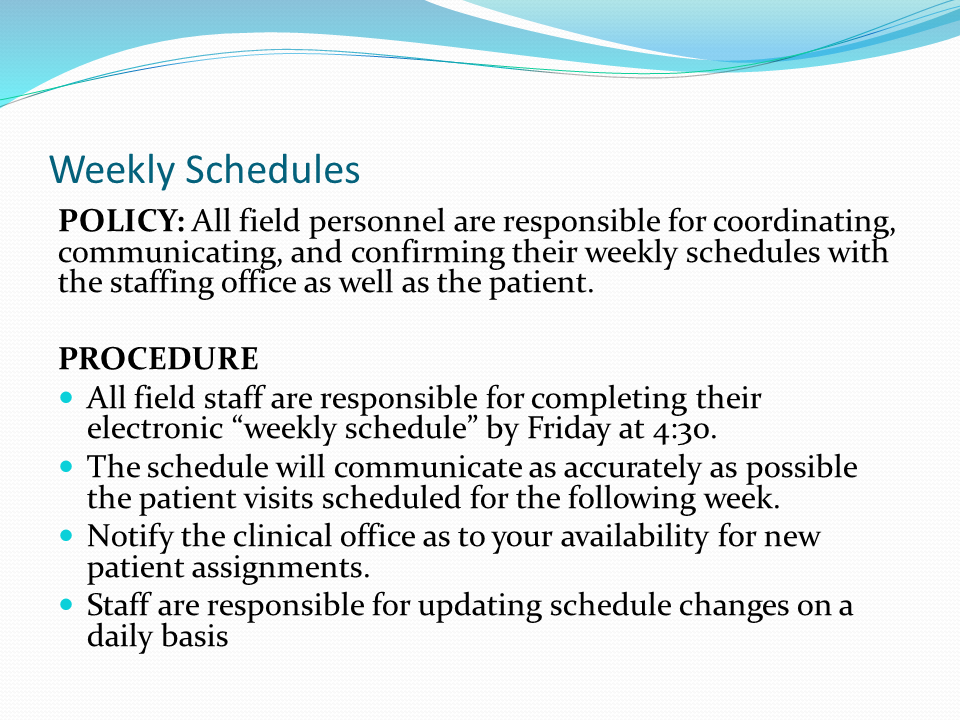 Weekly Schedules
POLICY: All field personnel are responsible for coordinating,
communicating, and confirming their weekly schedules with
the staffing office as well as the patient.
PROCEDURE
• All field staff are responsible for completing their
electronic “weekly schedule” by Friday at 4:30.
• The schedule will communicate as accurately as possible
the patient visits scheduled for the following week.
• Notify the clinical office as to your availability for new
patient assignments.
• Staff are responsible for updating schedule changes on a
daily basis